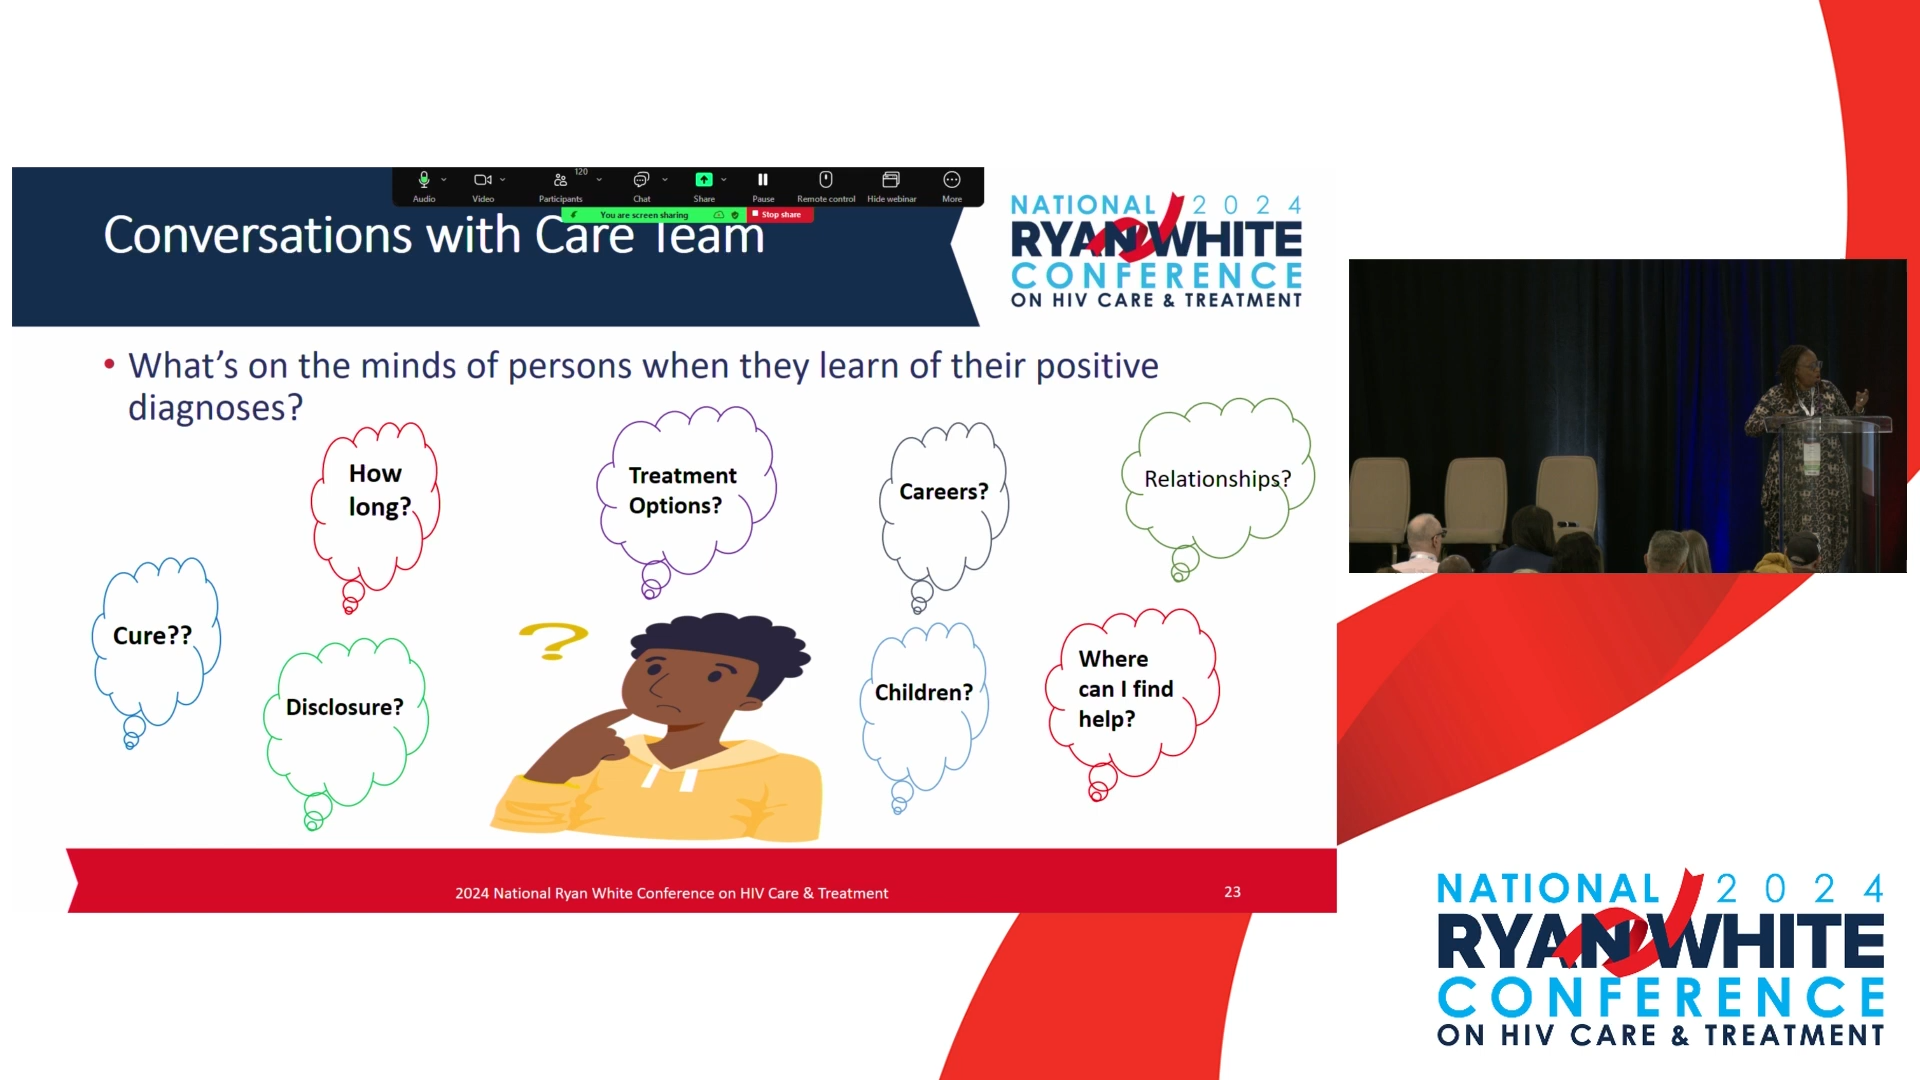 120
Audio
Video
Participants
Chat
Share
Pause
Remote control
Hide webinar
More
You are screen sharing
Stop share
Conversations with Care Team
NATIONAL 2024
RYAN WHITE
CONFERENCE
ON HIV CARE & TREATMENT
• What's on the minds of persons when they learn of their positive
diagnoses?
How
long?
Treatment
Options?
Careers?
Relationships?
Cure??
Disclosure?
?
Children?
Where
can I find
help?
2024 National Ryan White Conference on HIV Care & Treatment
23
NATIONAL 2024
RYAN WHITE
CONFERENCE
ON HIV CARE & TREATMENT